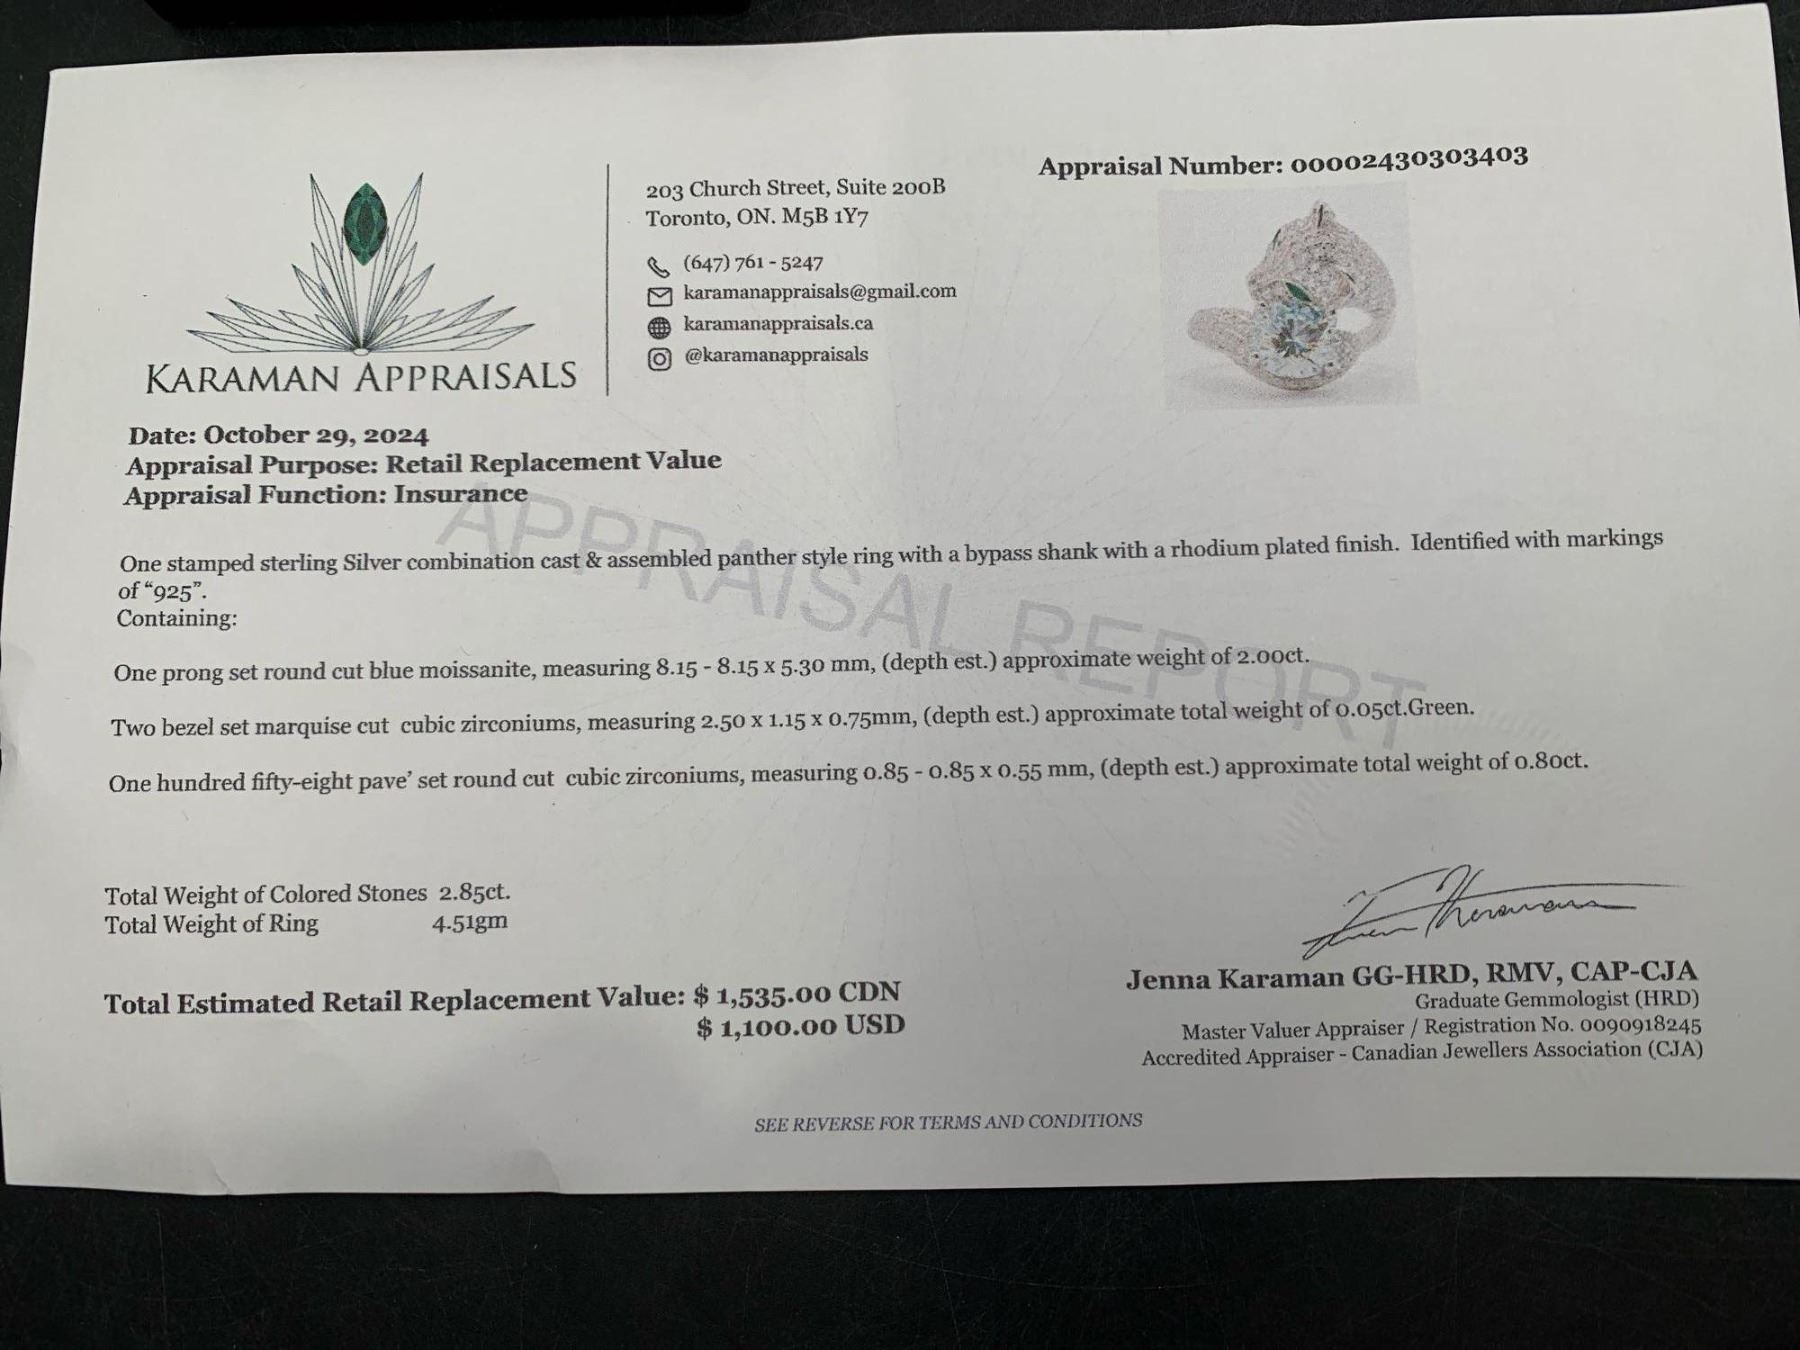 KARAMAN APPRAISALS
203 Church Street, Suite 200B
Toronto, ON. M5B 1Y7
(647) 761 - 5247
karamanappraisals@gmail.com
karamanappraisals.ca
@karamanappraisals
Appraisal Number: 00002430303403
Date: October 29, 2024
Appraisal Purpose: Retail Replacement Value
Appraisal Function: Insurance
APPRAISAL REPORT
One stamped sterling Silver combination cast & assembled panther style ring with a bypass shank with a rhodium plated finish. Identified with markings
of “925”.
Containing:
One prong set round cut blue moissanite, measuring 8.15 - 8.15 x 5.30 mm, (depth est.) approximate weight of 2.00ct.
Two bezel set marquise cut cubic zirconiums, measuring 2.50 x 1.15 x 0.75mm, (depth est.) approximate total weight of 0.05ct.Green.
One hundred fifty-eight pave’ set round cut cubic zirconiums, measuring 0.85 - 0.85 x 0.55 mm, (depth est.) approximate total weight of 0.80ct.
Total Weight of Colored Stones 2.85ct.
Total Weight of Ring 4.51gm
Total Estimated Retail Replacement Value: $ 1,535.00 CDN
$ 1,100.00 USD
Jenna Karaman GG-HRD, RMV, CAP-CJA
Graduate Gemmologist (HRD)
Master Valuer Appraiser / Registration No. 0090918245
Accredited Appraiser - Canadian Jewellers Association (CJA)
SEE REVERSE FOR TERMS AND CONDITIONS